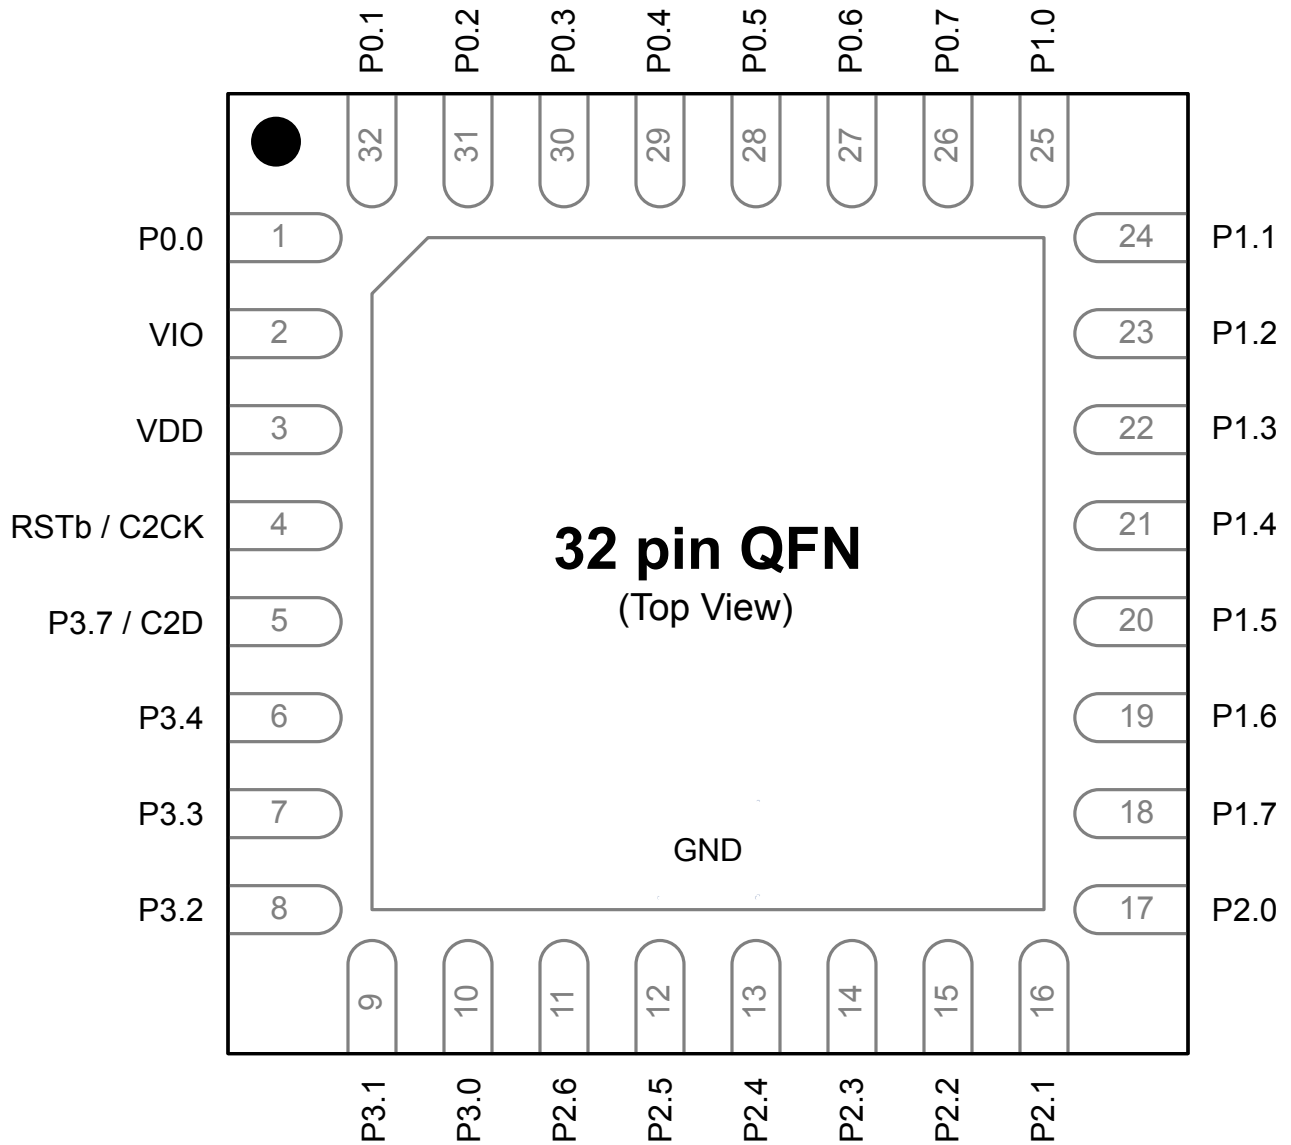 P0.1 P0.2 P0.3 P0.4 P0.5 P0.6 P0.7 P1.0
32 31 30 29 28 27 26 25
P0.0 1 24 P1.1
VIO 2 23 P1.2
VDD 3 22 P1.3
RSTb / C2CK 4 21 P1.4
32 pin QFN
(Top View)
P3.7 / C2D 5 20 P1.5
P3.4 6 19 P1.6
P3.3 7 18 P1.7
GND
P3.2 8 17 P2.0
9 10 11 12 13 14 15 16
P3.1 P3.0 P2.6 P2.5 P2.4 P2.3 P2.2 P2.1